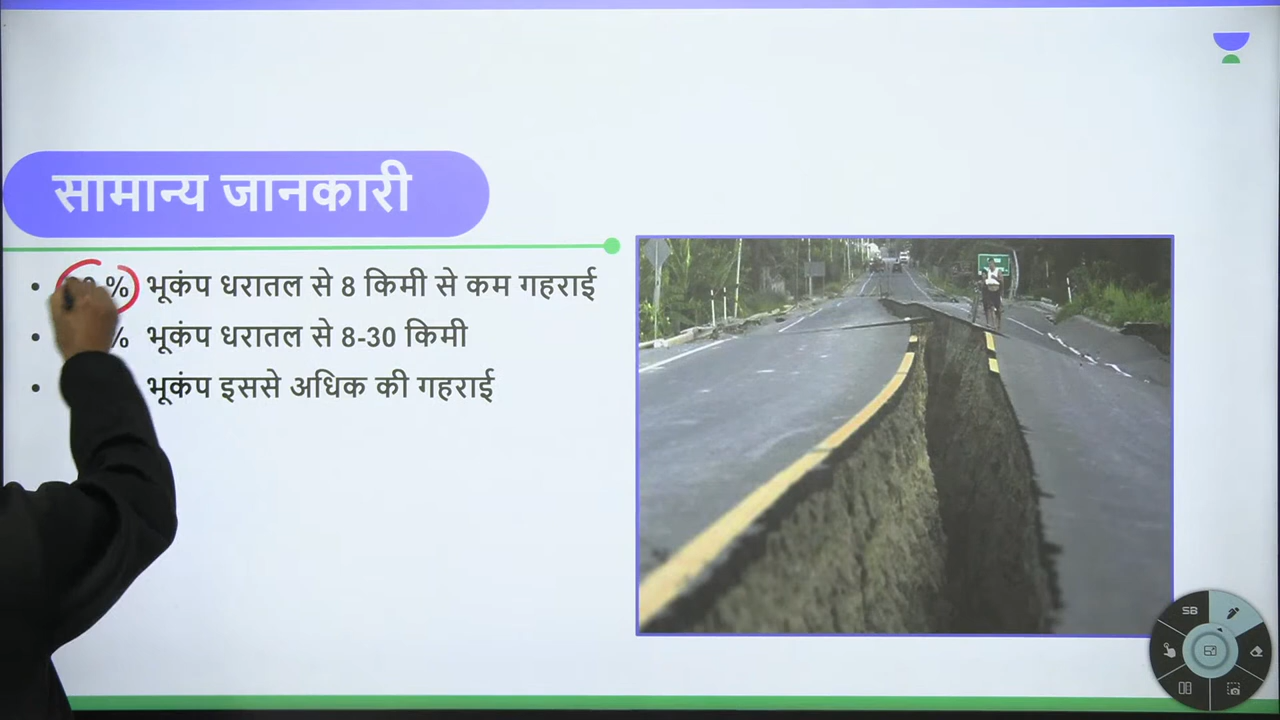 सामान्य जानकारी
• % भूकंप धरातल से 8 किमी से कम गहराई
• % भूकंप धरातल से 8-30 किमी
• भूकंप इससे अधिक की गहराई
SB